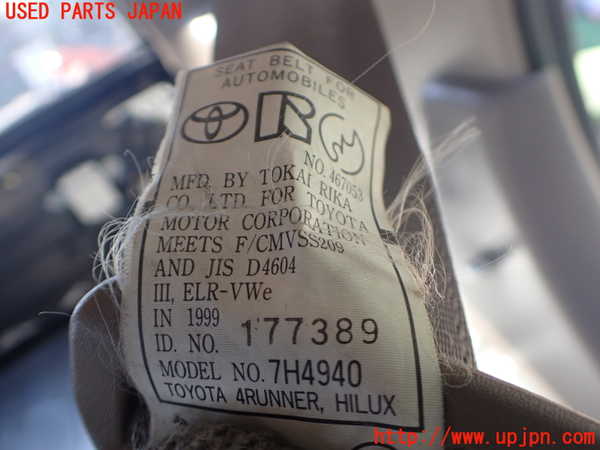 USED PARTS JAPAN
SEAT BELT FOR
AUTOMOBILES
NO. 467053
MFD. BY TOKAI RIKA
CO., LTD. FOR TOYOTA
MOTOR CORPORATION
MEETS F/CMVSS209
AND JIS D4604
III, ELR-VWe
IN 1999
ID. NO. 177389
MODEL NO. 7H4940
TOYOTA 4RUNNER, HILUX
http://www.upjpn.com/